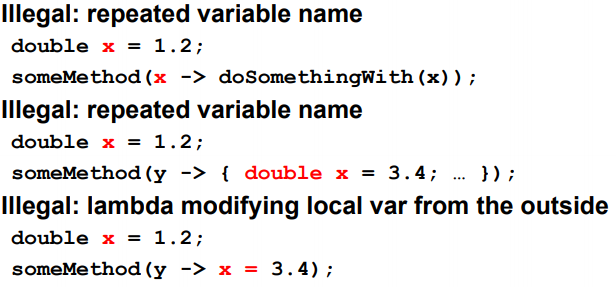 Illegal: repeated variable name
double x = 1.2;
someMethod(x -> doSomethingWith(x));
Illegal: repeated variable name
double x = 1.2;
someMethod(y -> { double x = 3.4; … });
Illegal: lambda modifying local var from the outside
double x = 1.2;
someMethod(y -> x = 3.4);